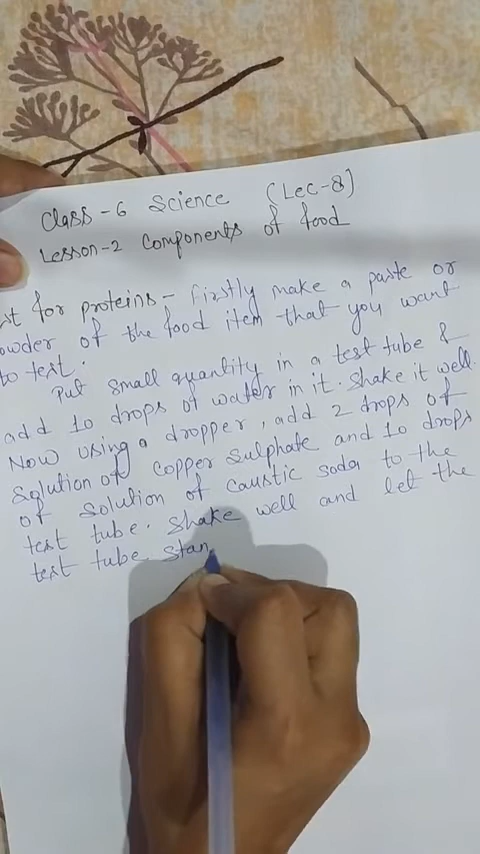 Class-6 Science (Lec-8)
Lesson-2 Components of food
st for proteins - Firstly make a paste or
owder of the food item that you want
to test.
Put small quantity in a test tube &
add 10 drops of water in it. Shake it well.
Now using a dropper, add 2 drops of
solution of copper sulphate and 10 drops
of solution of caustic soda to the
test tube. Shake well and let the
test tube stan